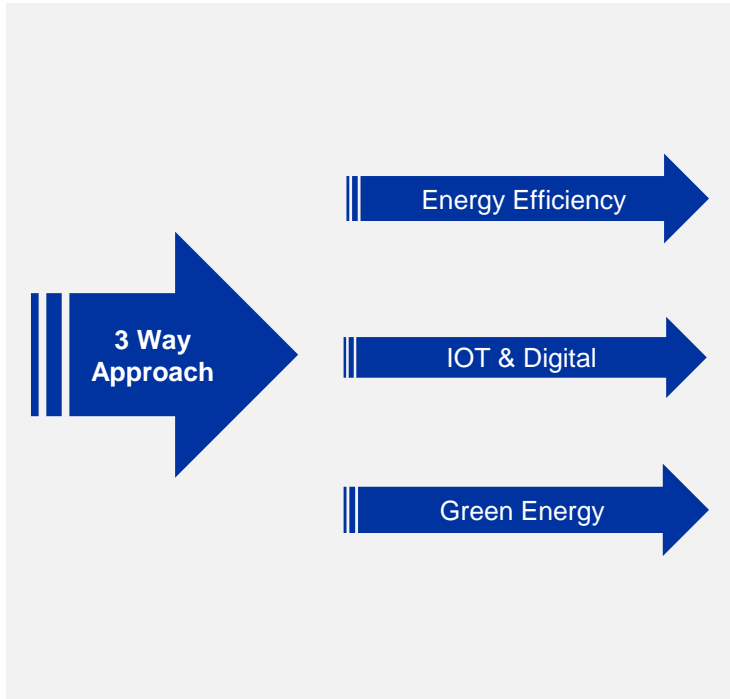 3 Way
Approach
Energy Efficiency
IOT & Digital
Green Energy